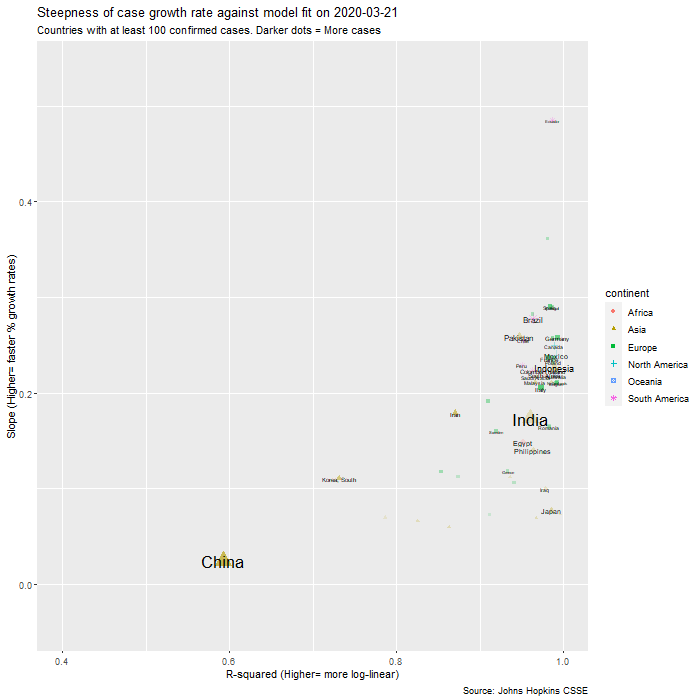 Steepness of case growth rate against model fit on 2020-03-21
Countries with at least 100 confirmed cases. Darker dots = More cases
Slope (Higher= faster % growth rates)
0.4
0.2
0.0
Ecuador
Brazil
Pakistan
Germany
Canada
Mexico
Poland
Peru
Indonesia
Italy
Iran
India
Romania
Egypt
Philippines
Korea, South
Iraq
Japan
China
0.4
0.6
0.8
1.0
R-squared (Higher= more log-linear)
continent
Africa
Asia
Europe
North America
Oceania
South America
Source: Johns Hopkins CSSE